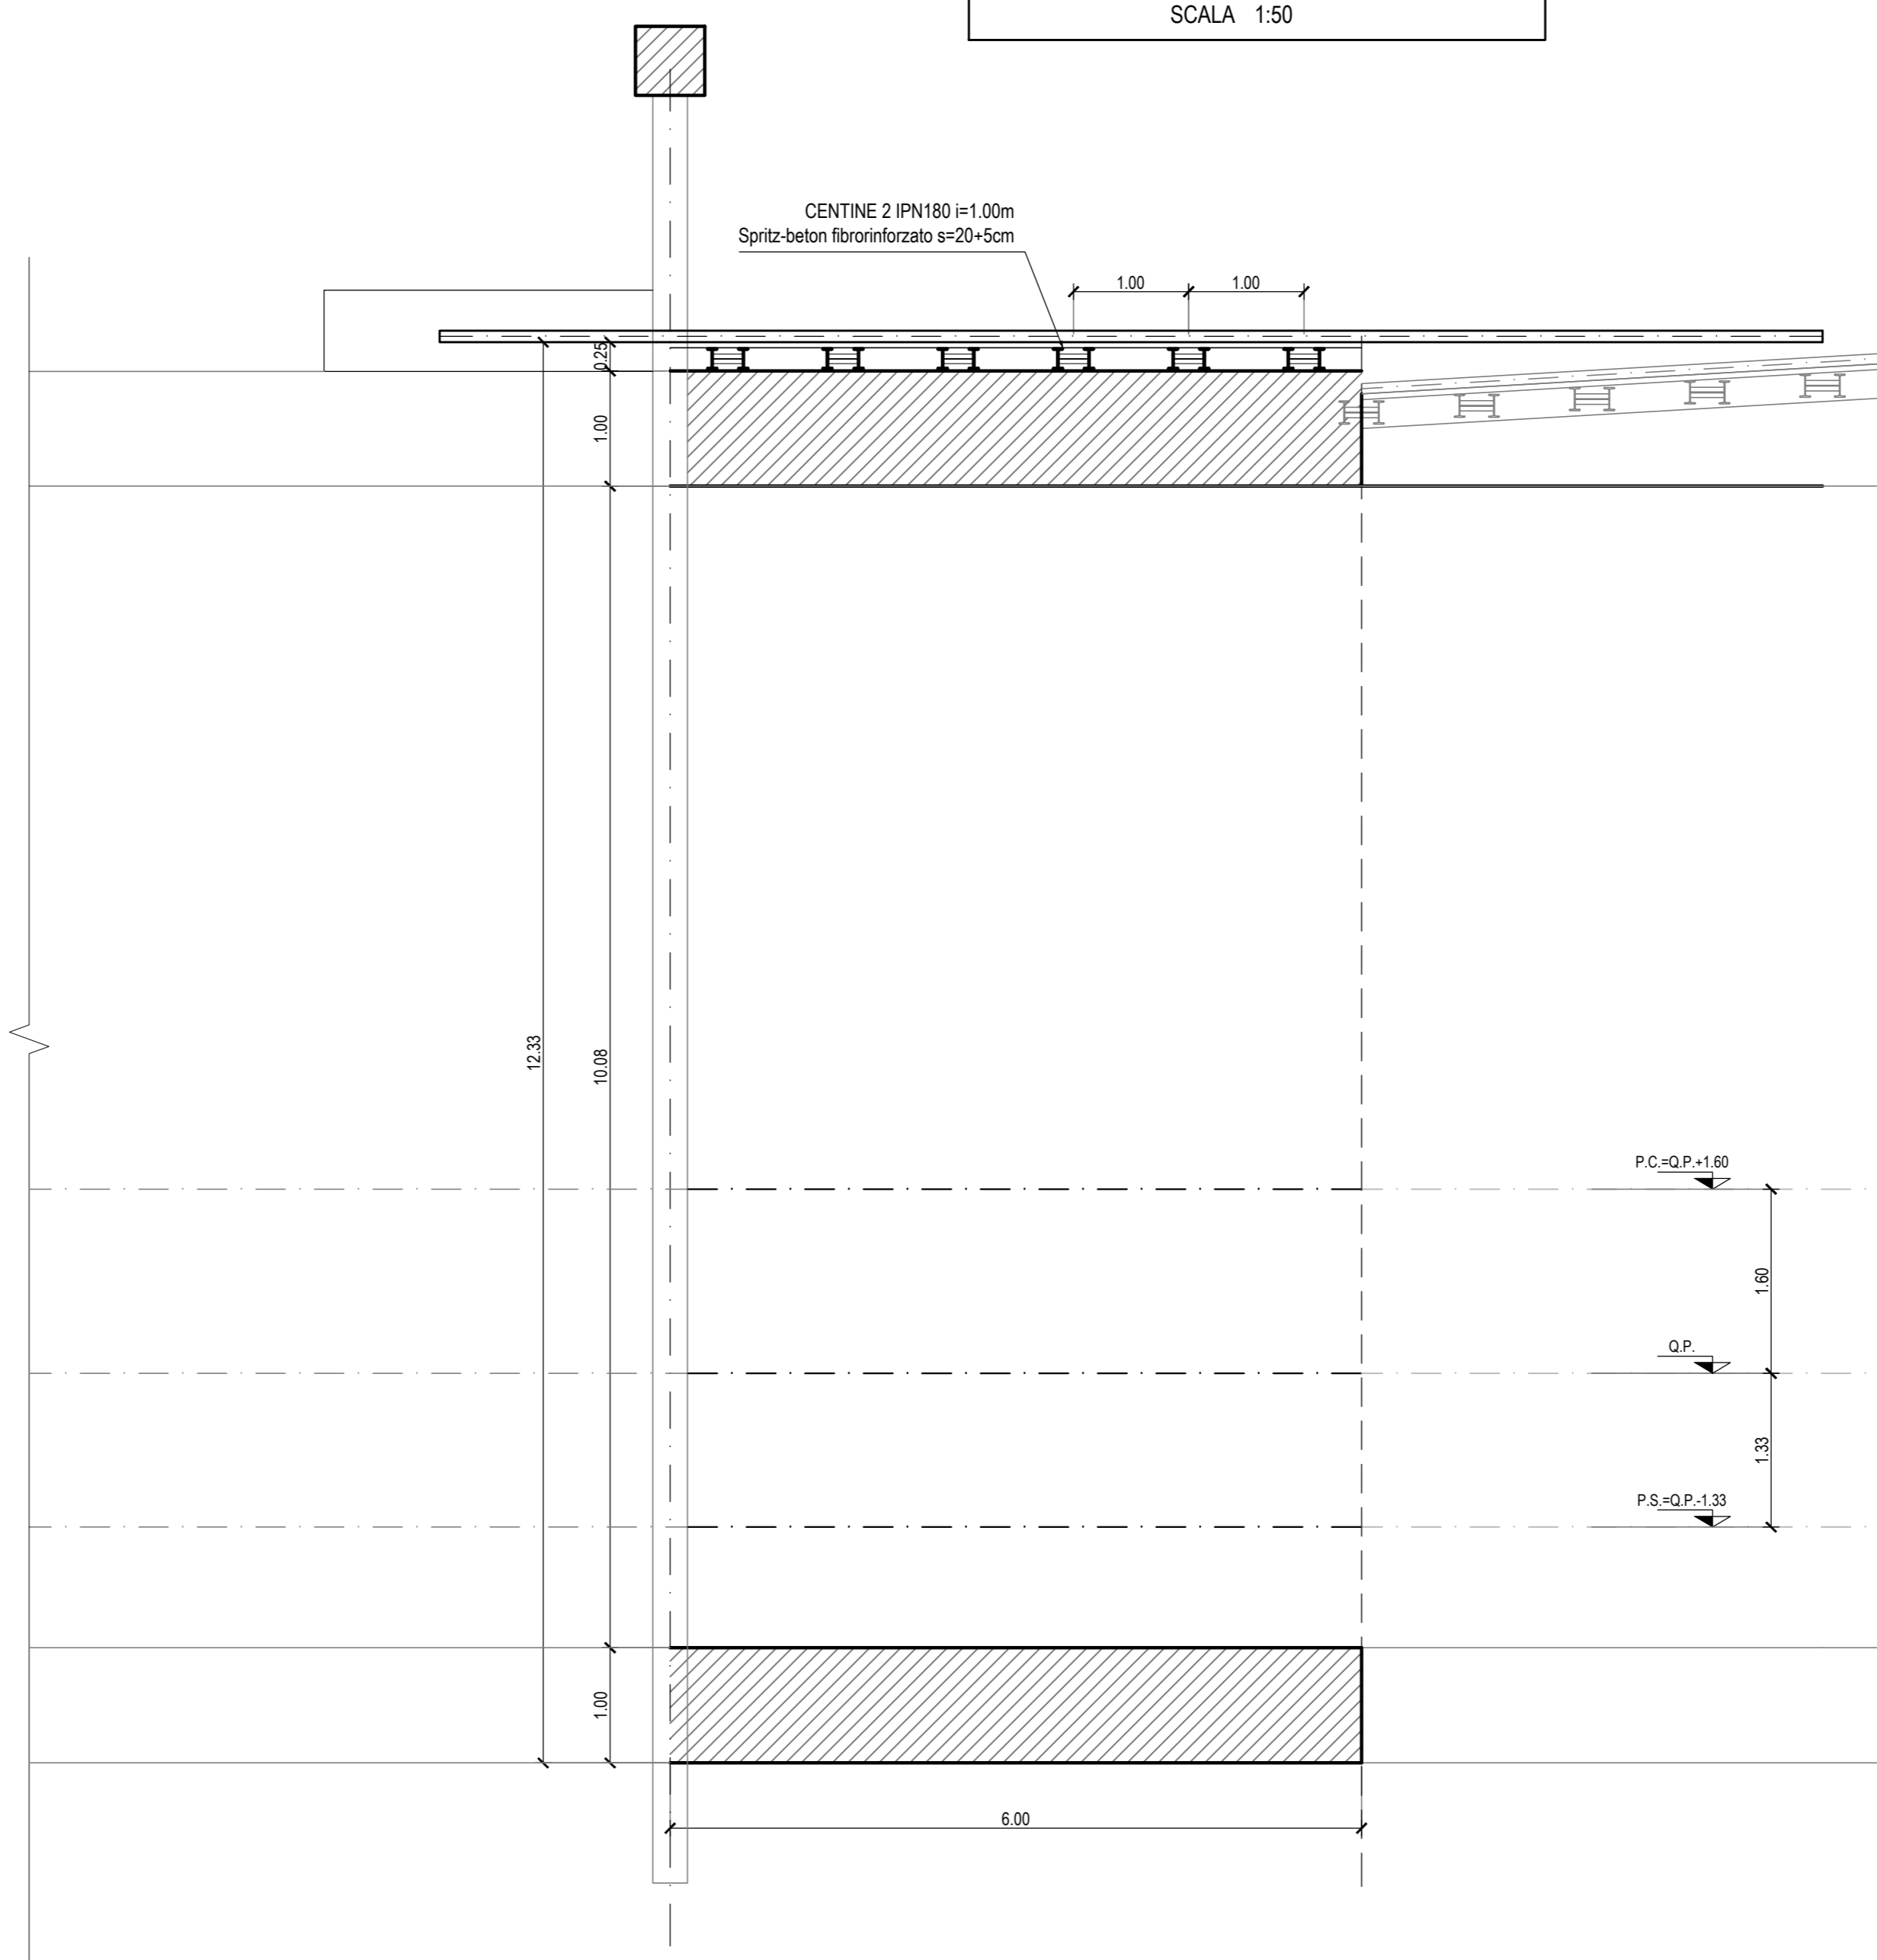 SCALA 1:50
CENTINE 2 IPN180 i=1.00m
Spritz-beton fibrorinforzato s=20+5cm
1.00
1.00
0.25
1.00
12.33
10.08
P.C.=Q.P.+1.60
1.60
Q.P.
1.33
P.S.=Q.P.-1.33
1.00
6.00